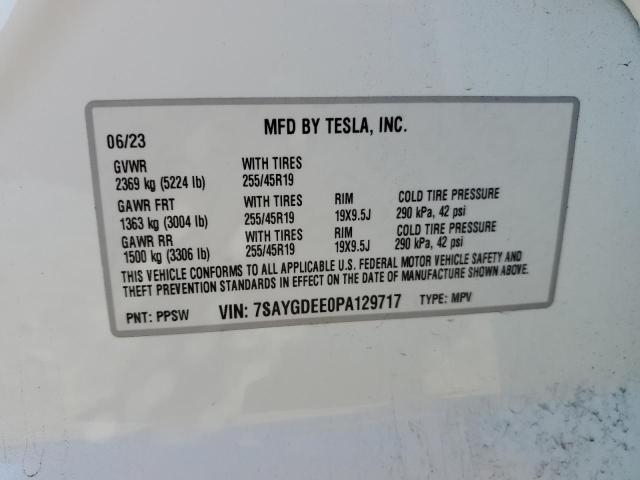 MFD BY TESLA, INC.
06/23
GVWR WITH TIRES
2369 kg (5224 lb) 255/45R19
GAWR FRT WITH TIRES RIM COLD TIRE PRESSURE
1363 kg (3004 lb) 255/45R19 19X9.5J 290 kPa, 42 psi
GAWR RR WITH TIRES RIM COLD TIRE PRESSURE
1500 kg (3306 lb) 255/45R19 19X9.5J 290 kPa, 42 psi
THIS VEHICLE CONFORMS TO ALL APPLICABLE U.S. FEDERAL MOTOR VEHICLE SAFETY AND
THEFT PREVENTION STANDARDS IN EFFECT ON THE DATE OF MANUFACTURE SHOWN ABOVE.
PNT: PPSW VIN: 7SAYGDEE0PA129717 TYPE: MPV